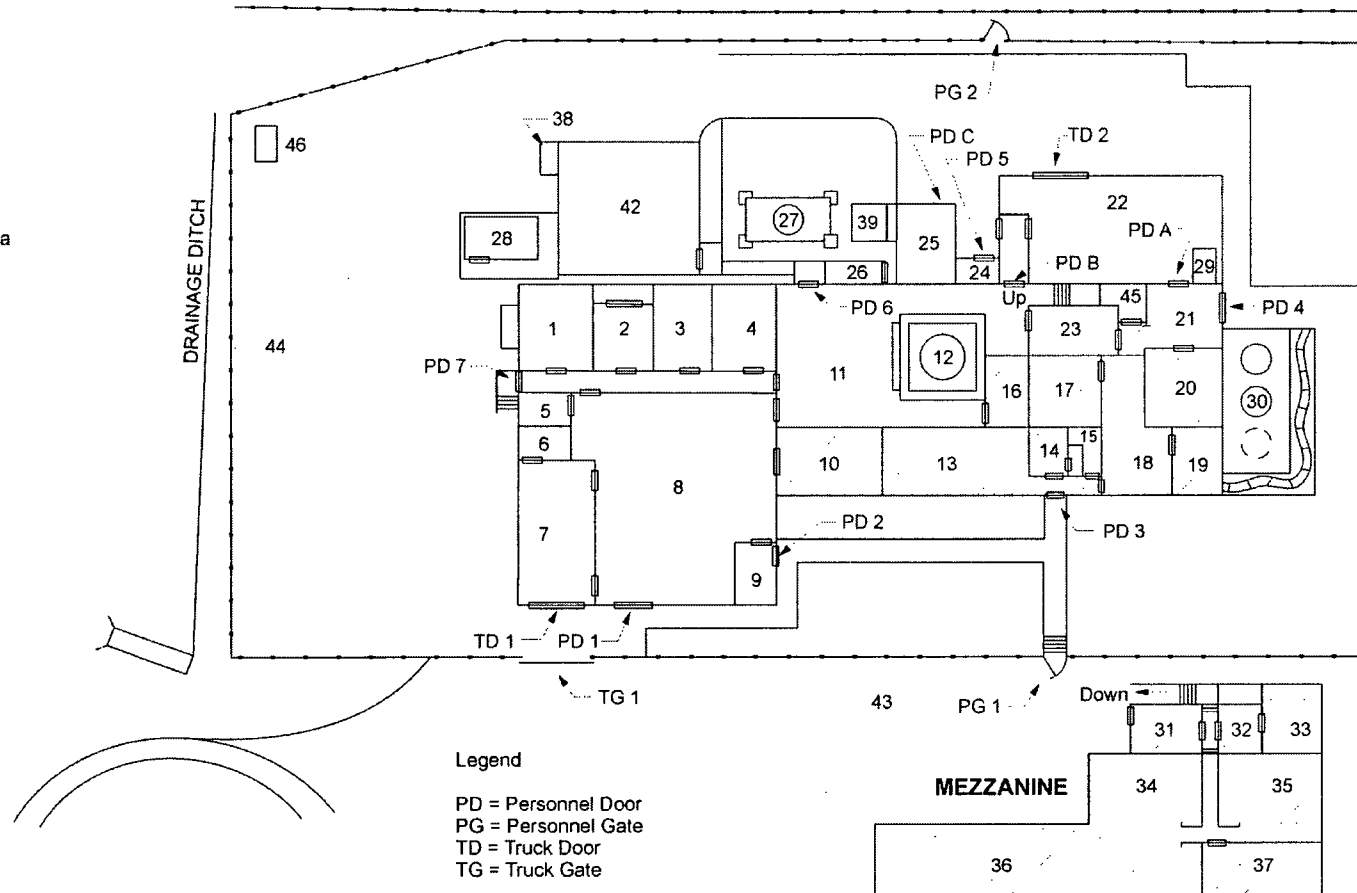 PG 2
38
PD C
TD 2
46
PD 5
42
22
a
27
39
28
25
PD A
DRAINAGE DITCH
26
24
29
PD B
Up
45
PD 6
PD 4
1
2
3
4
23
21
44
12
PD 7
11
16
17
20
30
5
6
14
15
10
13
18
19
8
PD 2
PD 3
7
9
TD 1
PD 1
TG 1
43
PG 1
Down
31
32
33
Legend
MEZZANINE
34
35
PD = Personnel Door
PG = Personnel Gate
TD = Truck Door
TG = Truck Gate
36
37